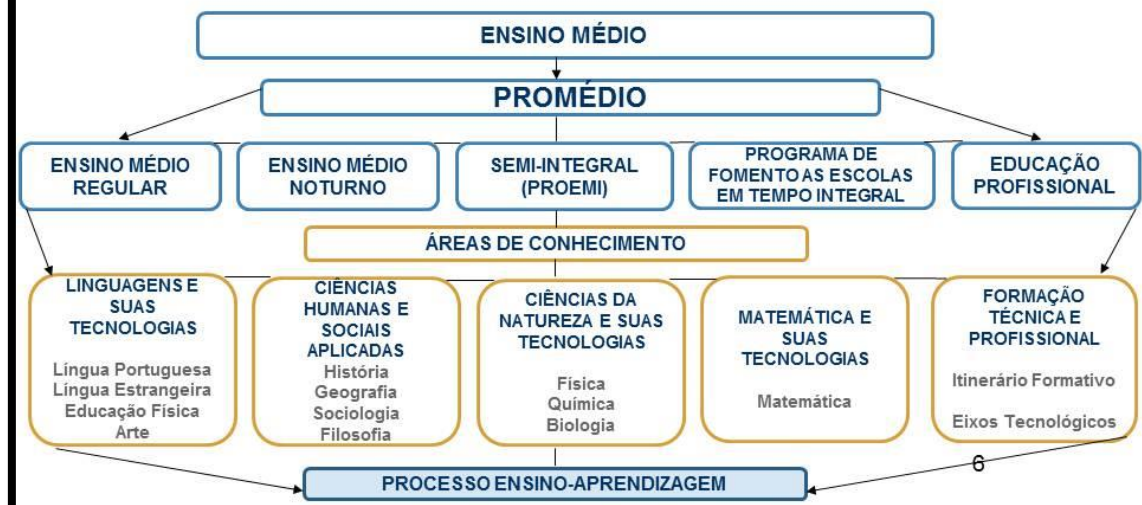 ENSINO MÉDIO
PROMÉDIO
ENSINO MÉDIO
REGULAR
ENSINO MÉDIO
NOTURNO
SEMI-INTEGRAL
(PROEMI)
PROGRAMA DE
FOMENTO AS ESCOLAS
EM TEMPO INTEGRAL
EDUCAÇÃO
PROFISSIONAL
ÁREAS DE CONHECIMENTO
LINGUAGENS E
SUAS
TECNOLOGIAS
Língua Portuguesa
Língua Estrangeira
Educação Física
Arte
CIÊNCIAS
HUMANAS E
SOCIAIS
APLICADAS
História
Geografia
Sociologia
Filosofia
CIÊNCIAS DA
NATUREZA E SUAS
TECNOLOGIAS
Física
Química
Biologia
MATEMÁTICA E
SUAS
TECNOLOGIAS
Matemática
FORMAÇÃO
TÉCNICA E
PROFISSIONAL
Itinerário Formativo
Eixos Tecnológicos
6
PROCESSO ENSINO-APRENDIZAGEM